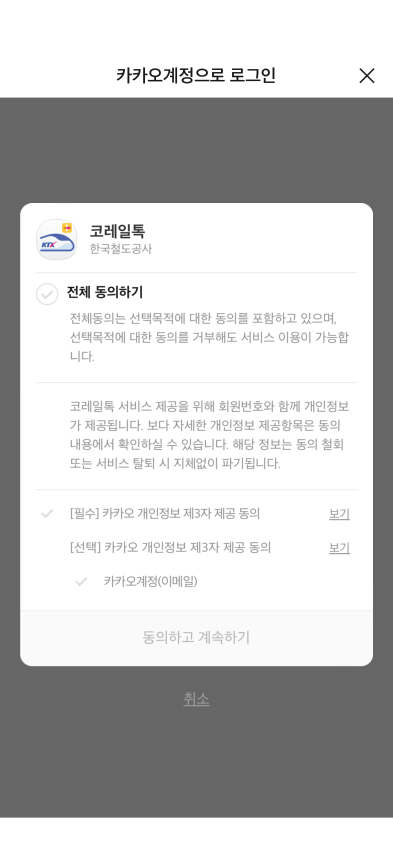 카카오계정으로 로그인
KTX
코레일톡
한국철도공사
전체 동의하기
전체동의는 선택목적에 대한 동의를 포함하고 있으며,
선택목적에 대한 동의를 거부해도 서비스 이용이 가능합
니다.
코레일톡 서비스 제공을 위해 회원번호와 함께 개인정보
가 제공됩니다. 보다 자세한 개인정보 제공항목은 동의
내용에서 확인하실 수 있습니다. 해당 정보는 동의 철회
또는 서비스 탈퇴 시 지체없이 파기됩니다.
[필수] 카카오 개인정보 제3자 제공 동의 보기
[선택] 카카오 개인정보 제3자 제공 동의 보기
카카오계정(이메일)
동의하고 계속하기
취소